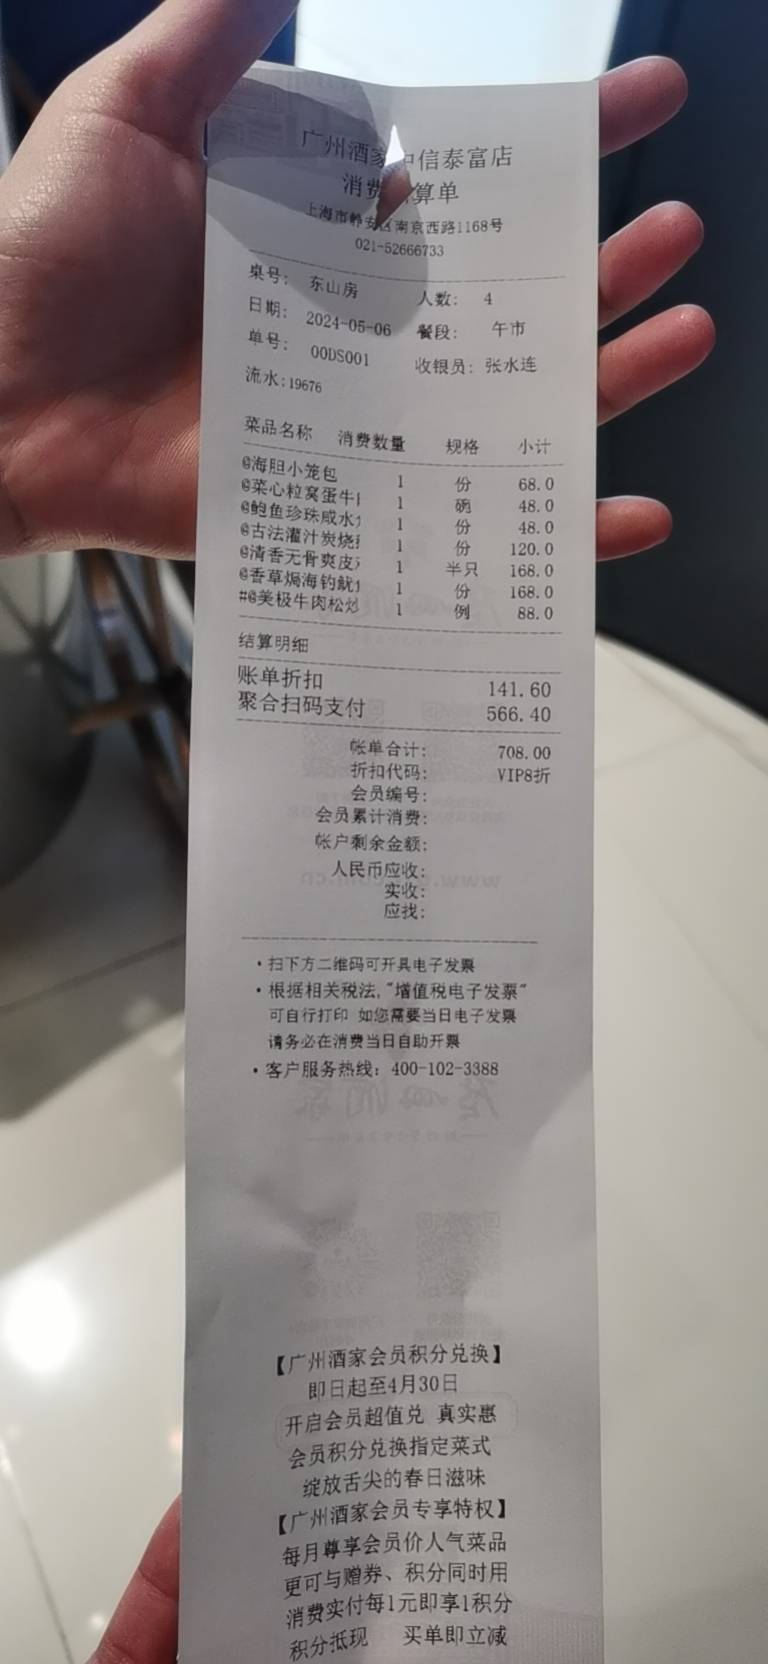 广州酒家中信泰富店
消费 算单
上海市静安区南京西路1168号
021-52666733
桌号: 东山房 人数: 4
日期: 2024-05-06 餐段: 午市
单号: 00DS001 收银员: 张水连
流水:19676
菜品名称 消费数量 规格 小计
@海胆小笼包 1 份 68.0
@菜心粒窝蛋牛 1 碗 48.0
@鲍鱼珍珠咸水 1 份 48.0
@古法灌汁炭烧 1 份 120.0
@清香无骨爽皮 1 半只 168.0
@香草焗海钓鱿 1 份 168.0
#@美极牛肉松炒 1 例 88.0
结算明细
账单折扣 141.60
聚合扫码支付 566.40
帐单合计: 708.00
折扣代码: VIP8折
会员编号:
会员累计消费:
帐户剩余金额:
人民币应收:
实收:
应找:
·扫下方二维码可开具电子发票
·根据相关税法,"增值税电子发票"
可自行打印 如您需要当日电子发票
请务必在消费当日自助开票
·客户服务热线: 400-102-3388
【广州酒家会员积分兑换】
即日起至4月30日
开启会员超值兑 真实惠
会员积分兑换指定菜式
绽放舌尖的春日滋味
【广州酒家会员专享特权】
每月尊享会员价人气菜品
更可与赠券、积分同时用
消费实付每1元即享1积分
积分抵现 买单即立减